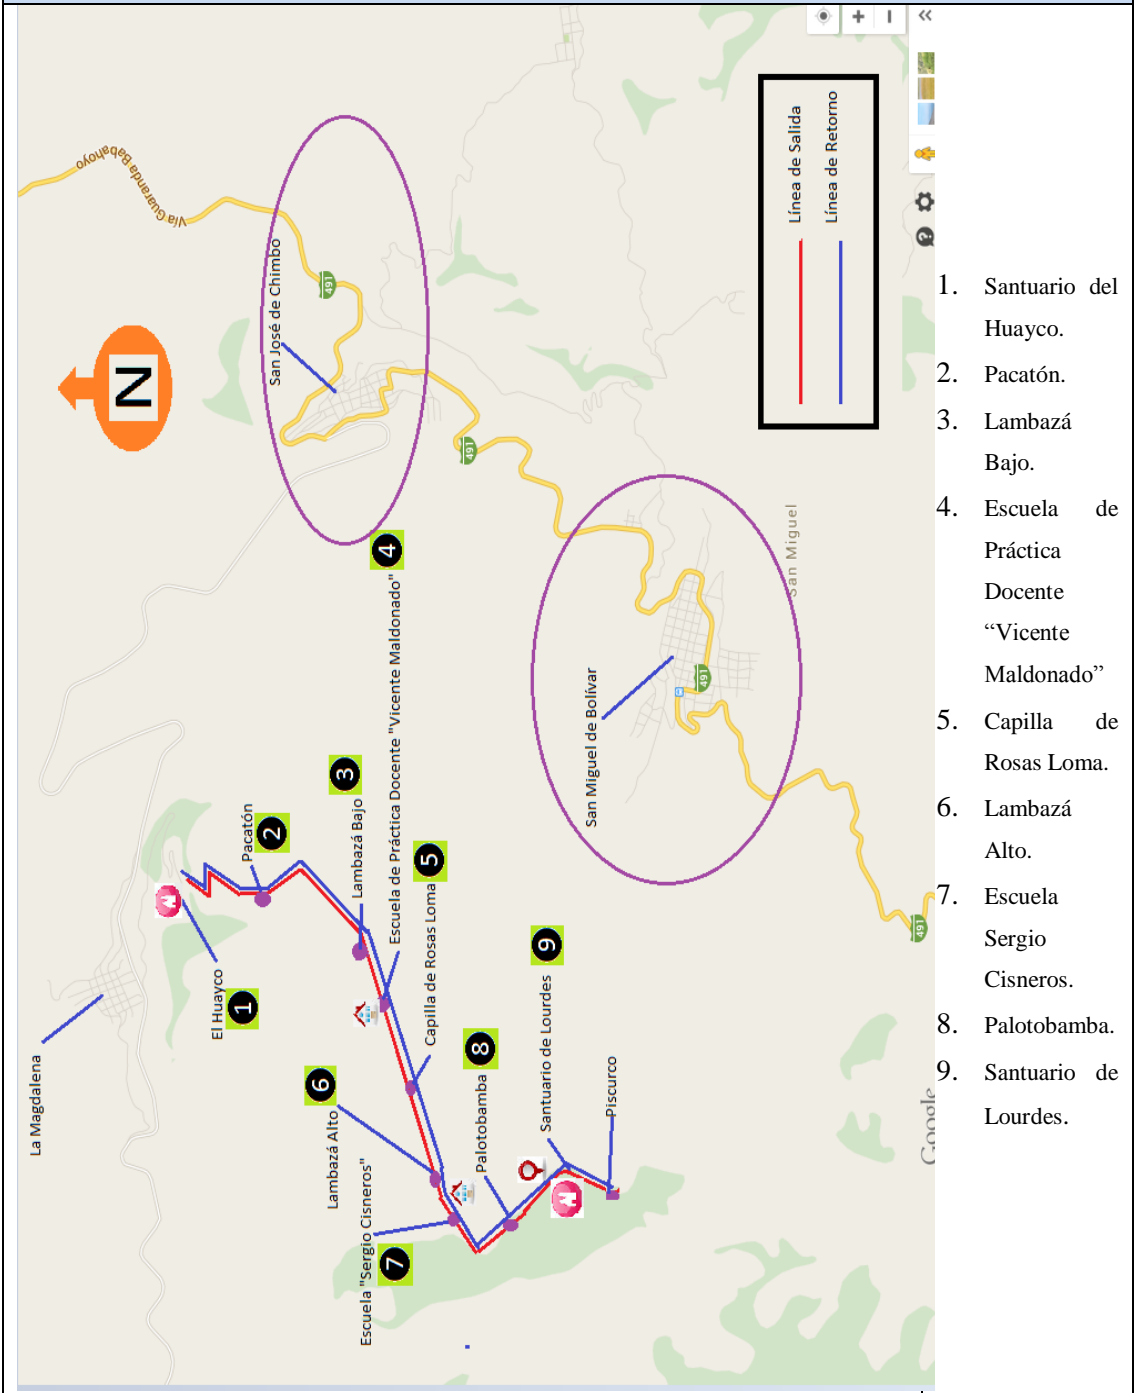 Vía Guaranda Babahoyo
N
San José de Chimbo
491
491
Línea de Salida
Línea de Retorno
San Miguel
San Miguel de Bolívar
491
491
La Magdalena
El Huayco
1
Pacatón
2
Lambazá Bajo
3
Escuela de Práctica Docente "Vicente Maldonado"
4
Capilla de Rosas Loma
5
Lambazá Alto
6
Escuela "Sergio Cisneros"
7
Palotobamba
8
Santuario de Lourdes
9
Piscurco
Google
1. Santuario del
Huayco.
2. Pacatón.
3. Lambazá
Bajo.
4. Escuela de
Práctica
Docente
“Vicente
Maldonado”
5. Capilla de
Rosas Loma.
6. Lambazá
Alto.
7. Escuela
Sergio
Cisneros.
8. Palotobamba.
9. Santuario de
Lourdes.